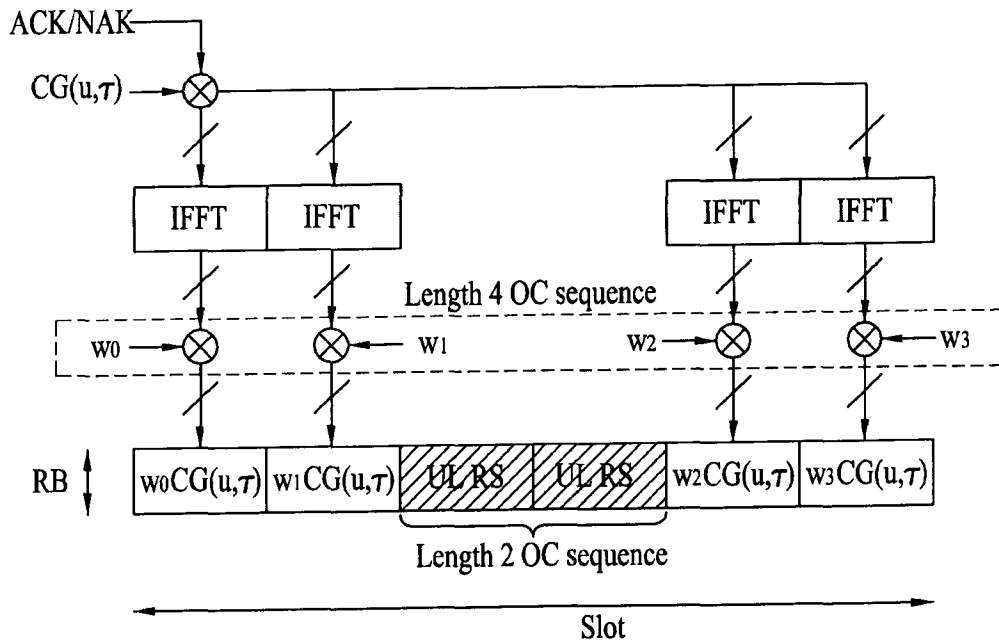 ACK/NAK
CG(u,τ)
IFFT IFFT IFFT IFFT
Length 4 OC sequence
w0 w1 w2 w3
RB
w0CG(u,τ) w1CG(u,τ) UL RS UL RS w2CG(u,τ) w3CG(u,τ)
Length 2 OC sequence
Slot